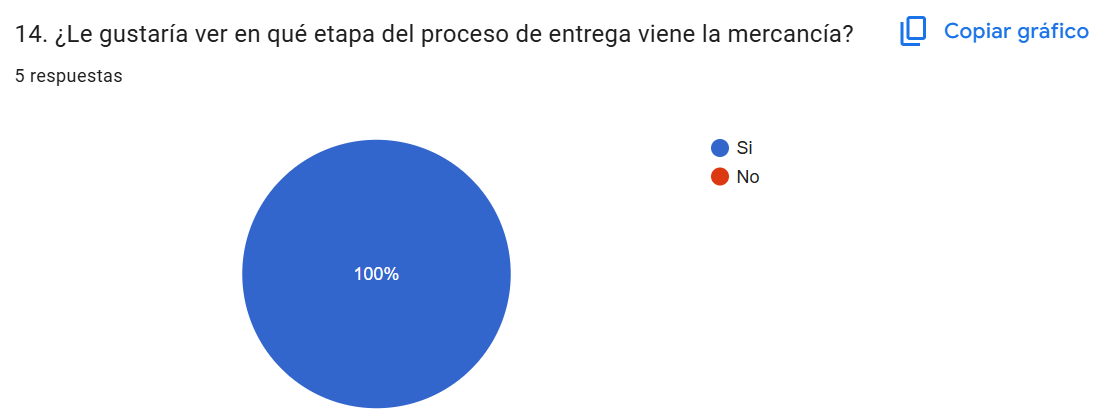 14. ¿Le gustaría ver en qué etapa del proceso de entrega viene la mercancía?
Copiar gráfico
5 respuestas
Si
No
100%